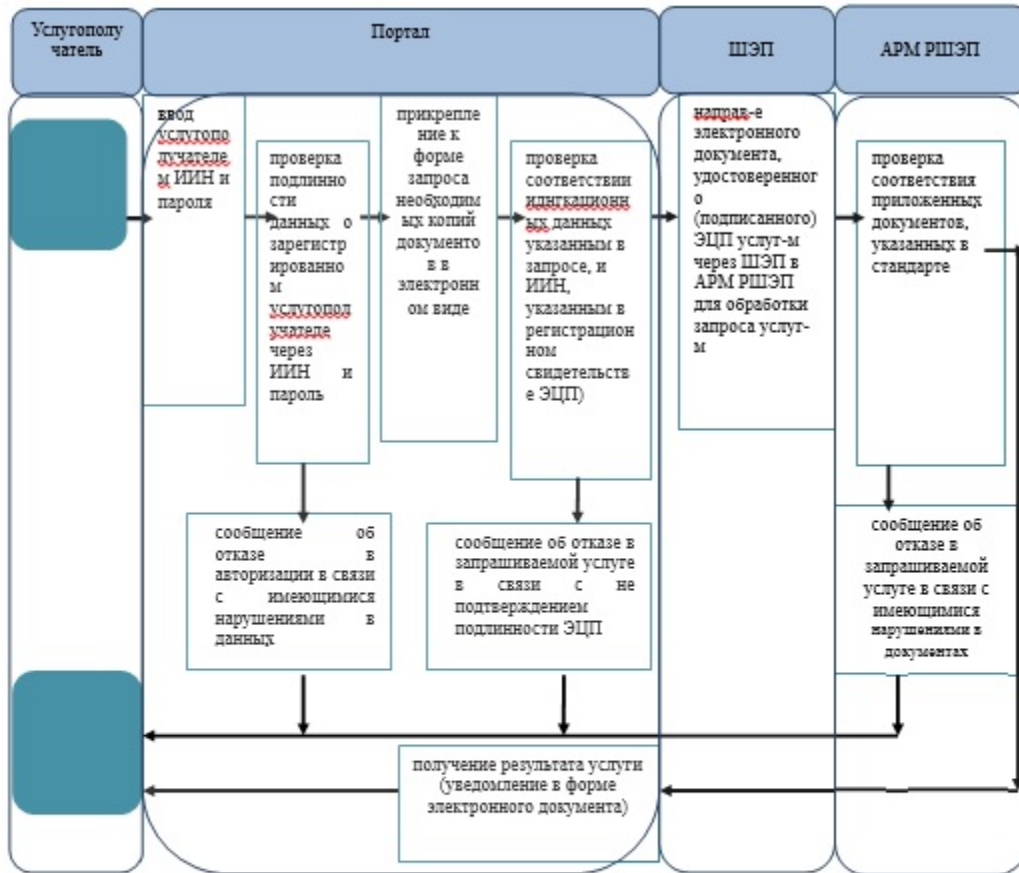 Услугополу
чатель
Портал
ШЭП
АРМ РШЭП
ввод
услугопо
лучателе
м ИИН и
пароля
проверка
подлинно
сти
данных о
зарегистр
ированно
м
услугопол
учателе
через
ИИН и
пароль
прикрепле
ние к
форме
запроса
необходим
ых копий
документо
в в
электронн
ом виде
проверка
соответствии
иднгкационн
ых данных
указанным в
запросе, и
ИИН,
указанным в
регистрацион
ном
свидетельств
е ЭЦП)
направ-е
электронного
документа,
удостоверенног
о
(подписанного)
ЭЦП услуг-м
через ШЭП в
АРМ РШЭП
для обработки
запроса услуг-
м
проверка
соответствия
приложенных
документов,
указанных в
стандарте
сообщение об
отказе в
авторизации в связи
с имеющимися
нарушениями в
данных
сообщение об отказе в
запрашиваемой услуге
в связи с не
подтверждением
подлинности ЭЦП
сообщение об
отказе в
запрашиваемой
услуге в связи с
имеющимися
нарушениями в
документах
получение результата услуги
(уведомление в форме
электронного документа)